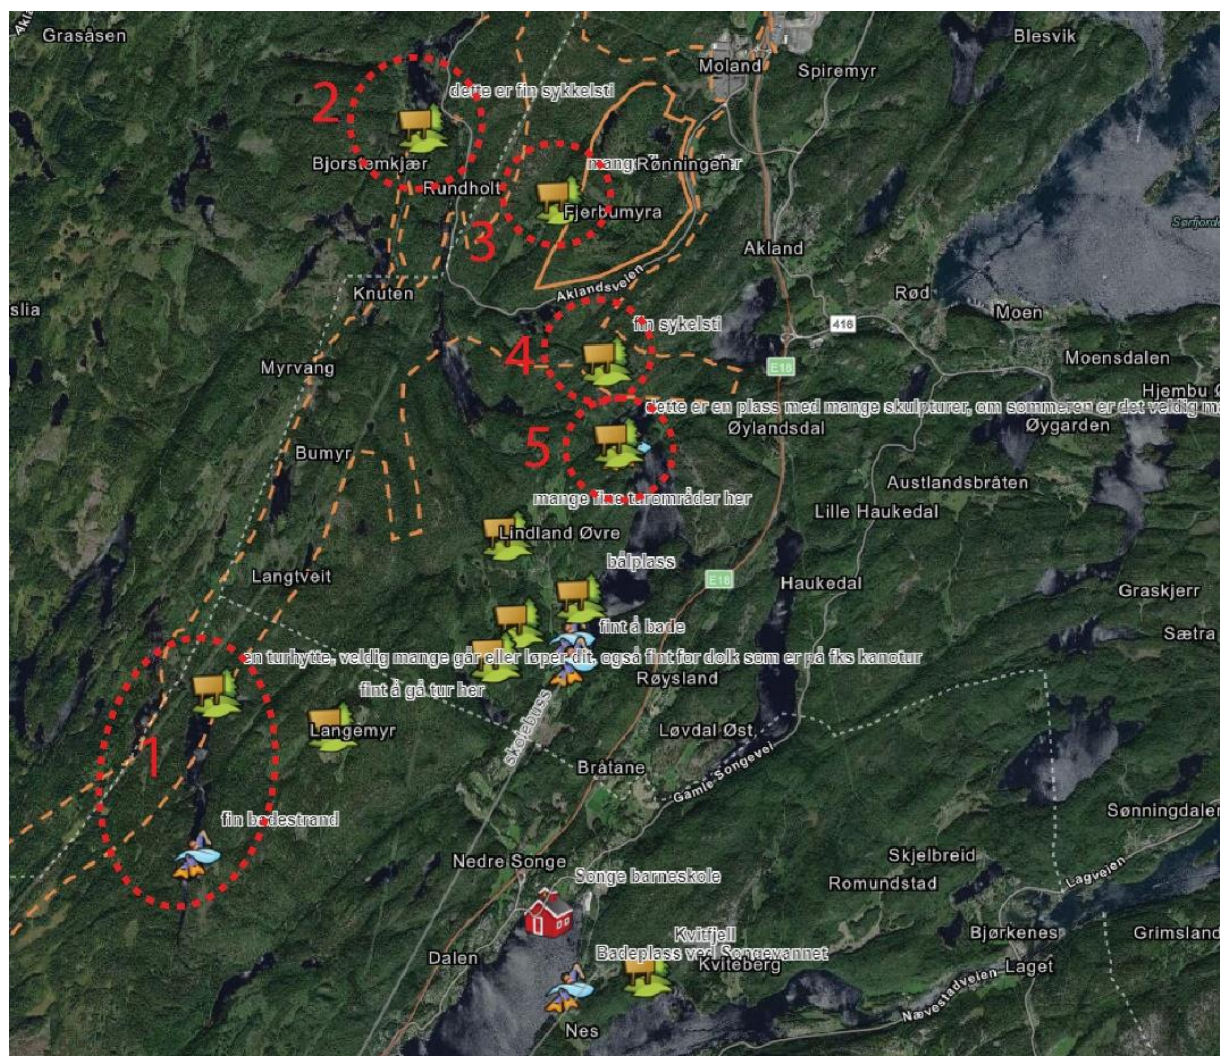 Grasåsen
Blesvik
Moland
Spiremyr
2
dette er fin sykkelsti
Bjorstemkjær
Rønningen
Rundholt
Fjerbumyra
3
Akland
Aklandsveien
Knuten
Rød
slia
Moen
fin sykelsti
416
4
Moensdalen
Myrvang
E18
Hjembu Ø
dette er en plass med mange skulpturer, om sommeren er det veldig m
Øylandsdal
Øygarden
5
Bumyr
Austlandsbråten
mange fine turområder her
Lille Haukedal
Lindland Øvre
bålplass
Langtveit
E18
Haukedal
Graskjerr
fint å bade
Sætra
en turhytte, veldig mange går eller løper dit. også fint for dolk som er på fks kanotur
Røysland
fint å gå tur her
skolebuss
Langemyr
Løvdal Øst
1
Bråtane
Gamle Songevei
fin badestrand
Sønningdalen
Nedre Songe
Skjelbreid
Songe barneskole
Romundstad
Lagveien
Kvitfjell
Bjørkenes
Grimsland
Badeplass ved Songevannet
Dalen
Kviteberg
Laget
Nævestadveien
Nes